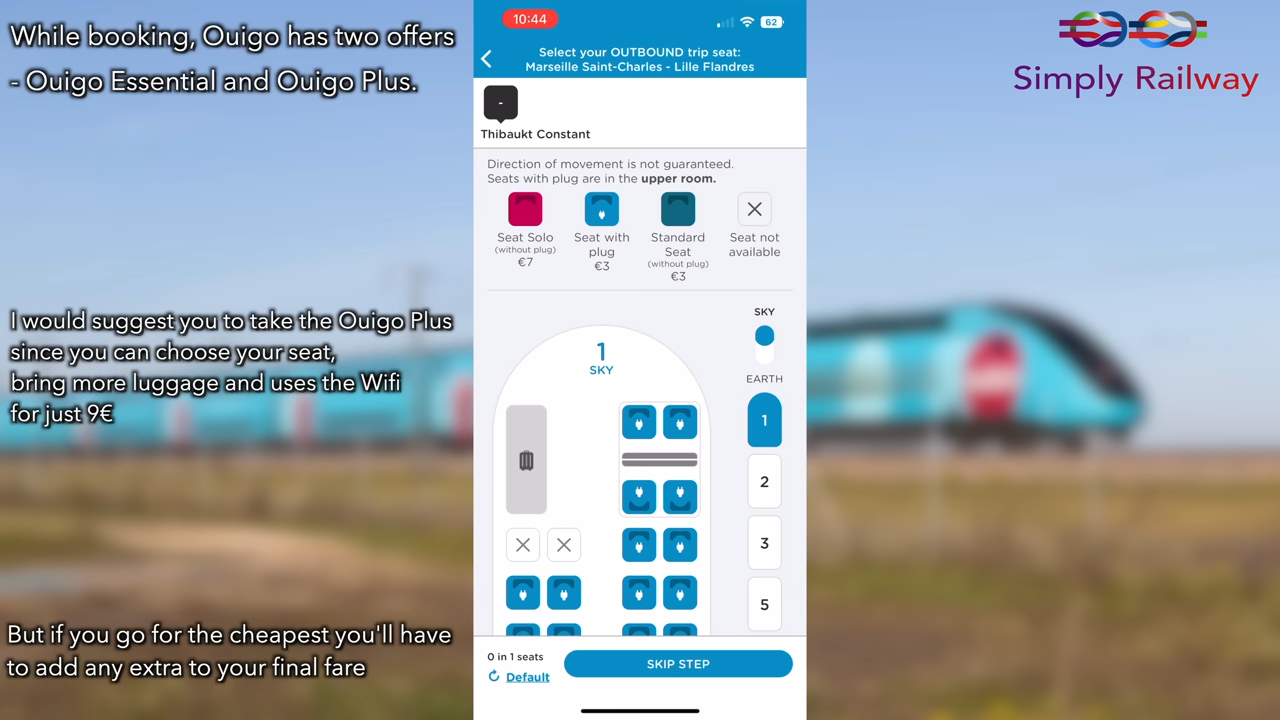 While booking, Ouigo has two offers
- Ouigo Essential and Ouigo Plus.
I would suggest you to take the Ouigo Plus
since you can choose your seat,
bring more luggage and uses the Wifi
for just 9€
But if you go for the cheapest you'll have
to add any extra to your final fare
10:44
62
Select your OUTBOUND trip seat:
Marseille Saint-Charles - Lille Flandres
-
Thibaukt Constant
Direction of movement is not guaranteed.
Seats with plug are in the upper room.
Seat Solo
(without plug)
€7
Seat with
plug
€3
Standard
Seat
(without plug)
€3
Seat not
available
1
SKY
SKY
EARTH
1
2
3
5
0 in 1 seats
Default
SKIP STEP
Simply Railway